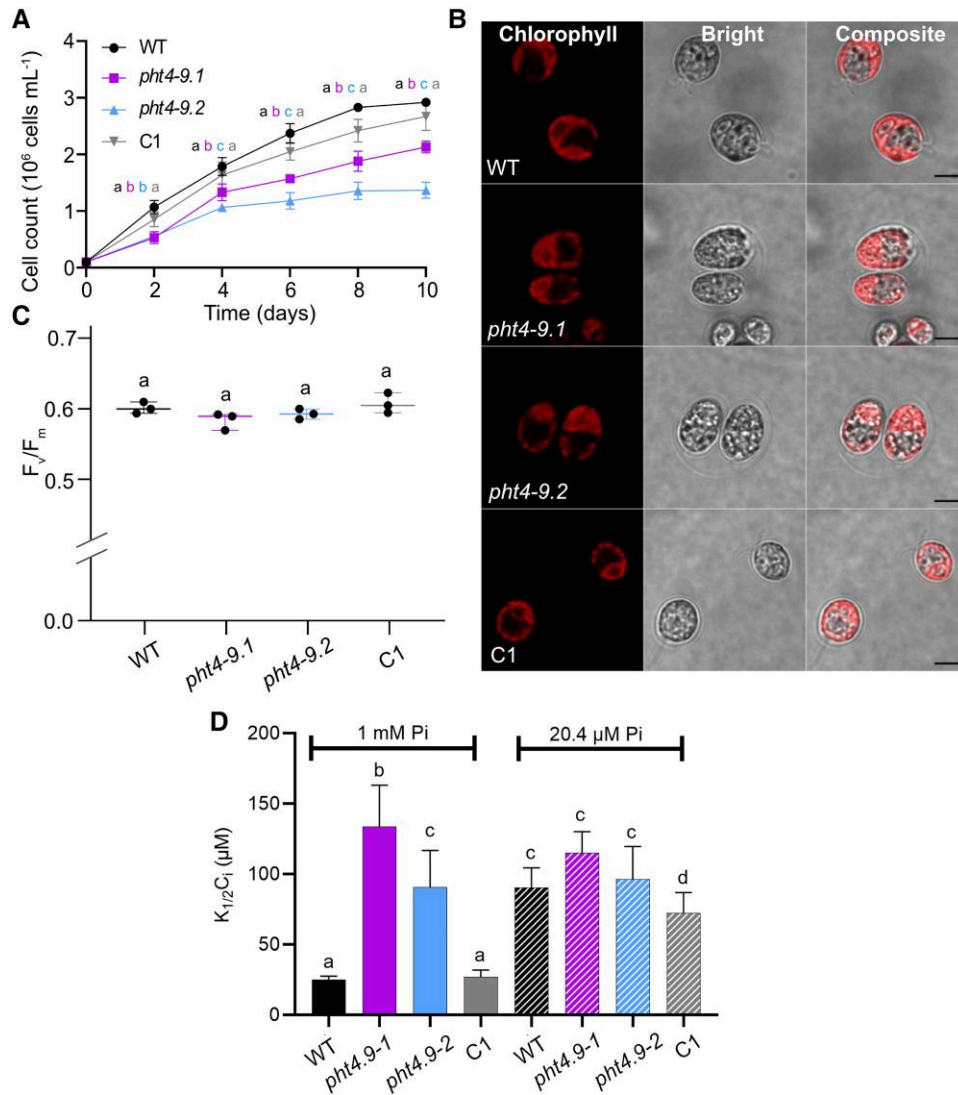 A
WT
pht4-9.1
pht4-9.2
C1
Cell count (10⁶ cells mL⁻¹)
4
3
2
1
0
a b b a
a b c a
a b c a
a b c a
a b c a
0 2 4 6 8 10
Time (days)
B
Chlorophyll Bright Composite
WT
pht4-9.1
pht4-9.2
C1
C
Fv/Fm
0.7
0.6
0.5
0.0
a a a a
WT pht4-9.1 pht4-9.2 C1
D
1 mM Pi 20.4 µM Pi
K1/2Ci (µM)
200
150
100
50
0
a b c a c c c d
WT pht4.9-1 pht4.9-2 C1 WT pht4.9-1 pht4.9-2 C1